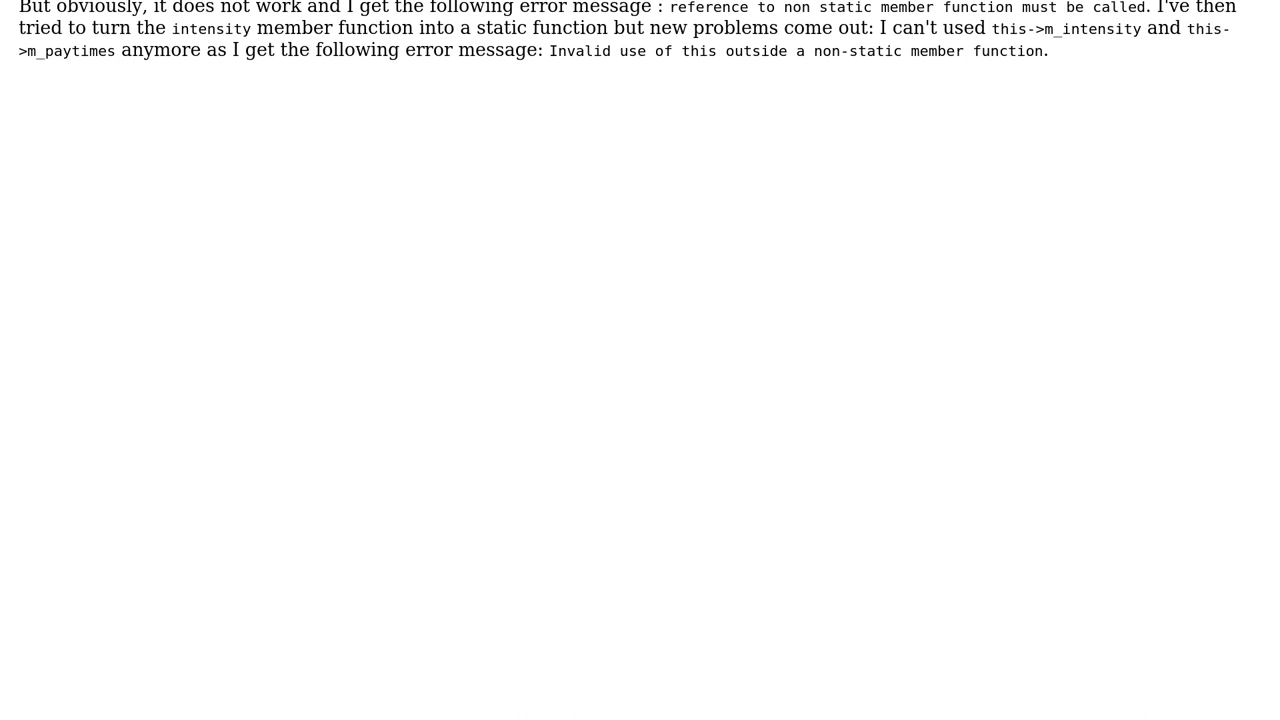 But obviously, it does not work and I get the following error message : reference to non static member function must be called. I've then
tried to turn the intensity member function into a static function but new problems come out: I can't used this->m_intensity and this-
>m_paytimes anymore as I get the following error message: Invalid use of this outside a non-static member function.